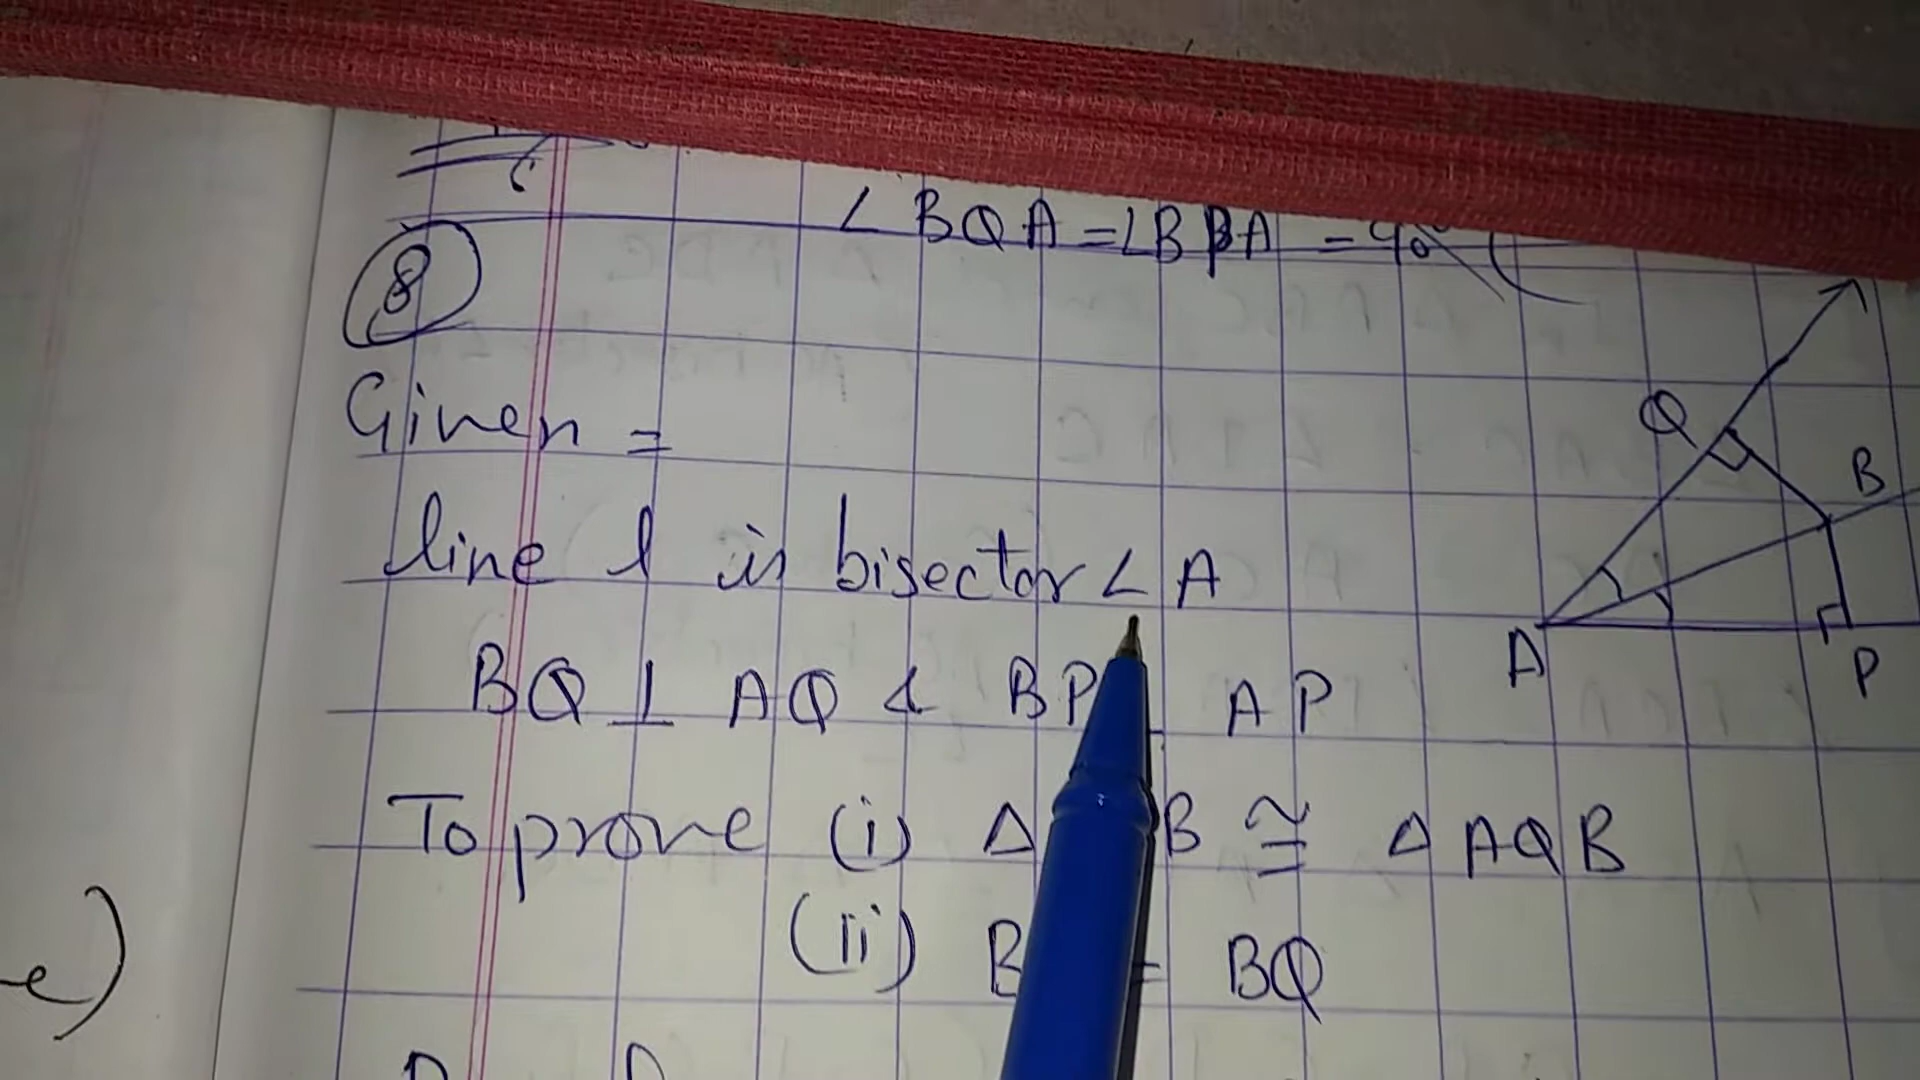 ∠ BQA = ∠BPA = 90°
8
Given =
line l is bisector ∠ A
BQ ⊥ AQ & BP ⊥ AP
To prove (i) Δ B ≅ Δ AQB
(ii) B = BQ
Q
B
A
P
e)